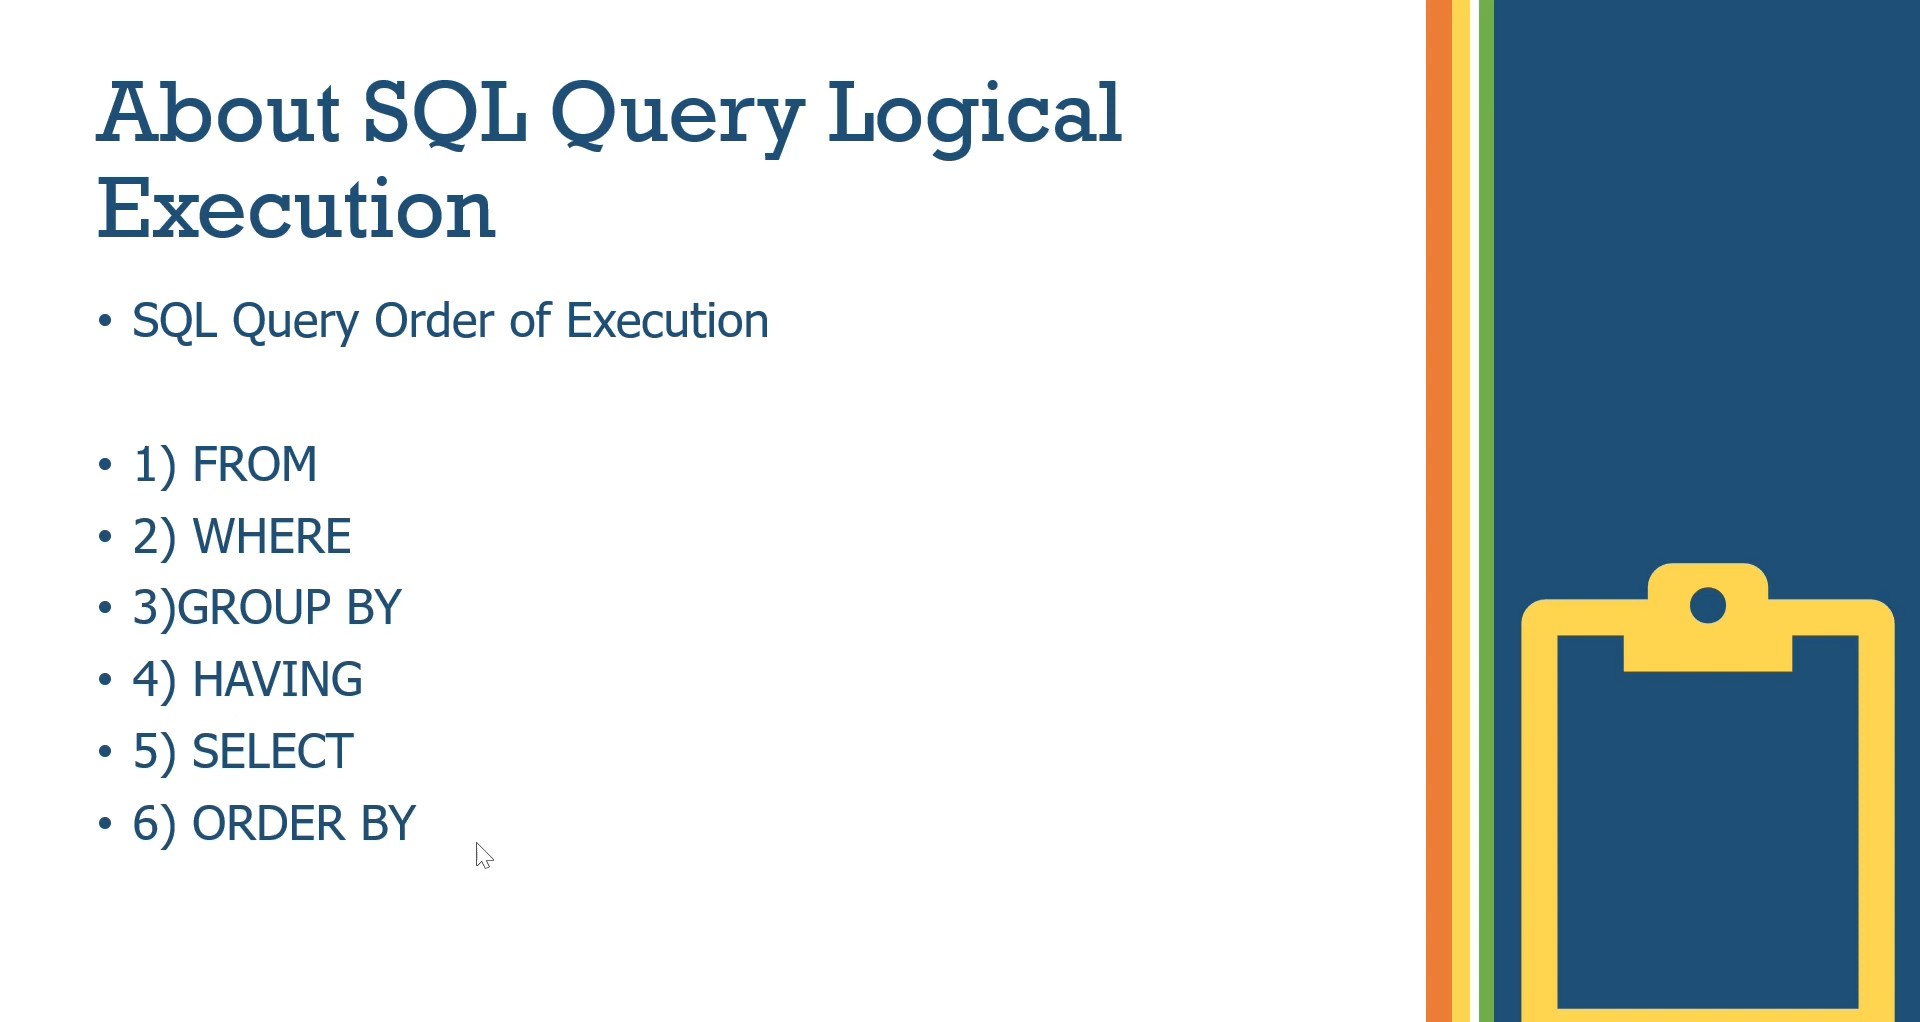 About SQL Query Logical
Execution
• SQL Query Order of Execution
• 1) FROM
• 2) WHERE
• 3)GROUP BY
• 4) HAVING
• 5) SELECT
• 6) ORDER BY